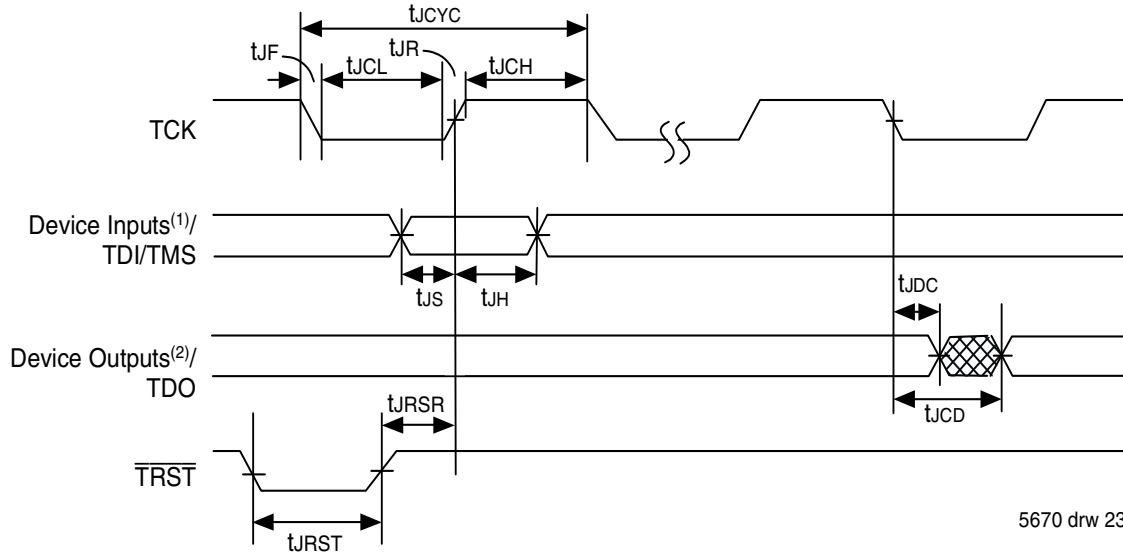 tJCYC
tJF
tJR
tJCL
tJCH
TCK
Device Inputs(1)/
TDI/TMS
tJS
tJH
tJDC
Device Outputs(2)/
TDO
tJRSR
tJCD
TRST
tJRST
5670 drw 23